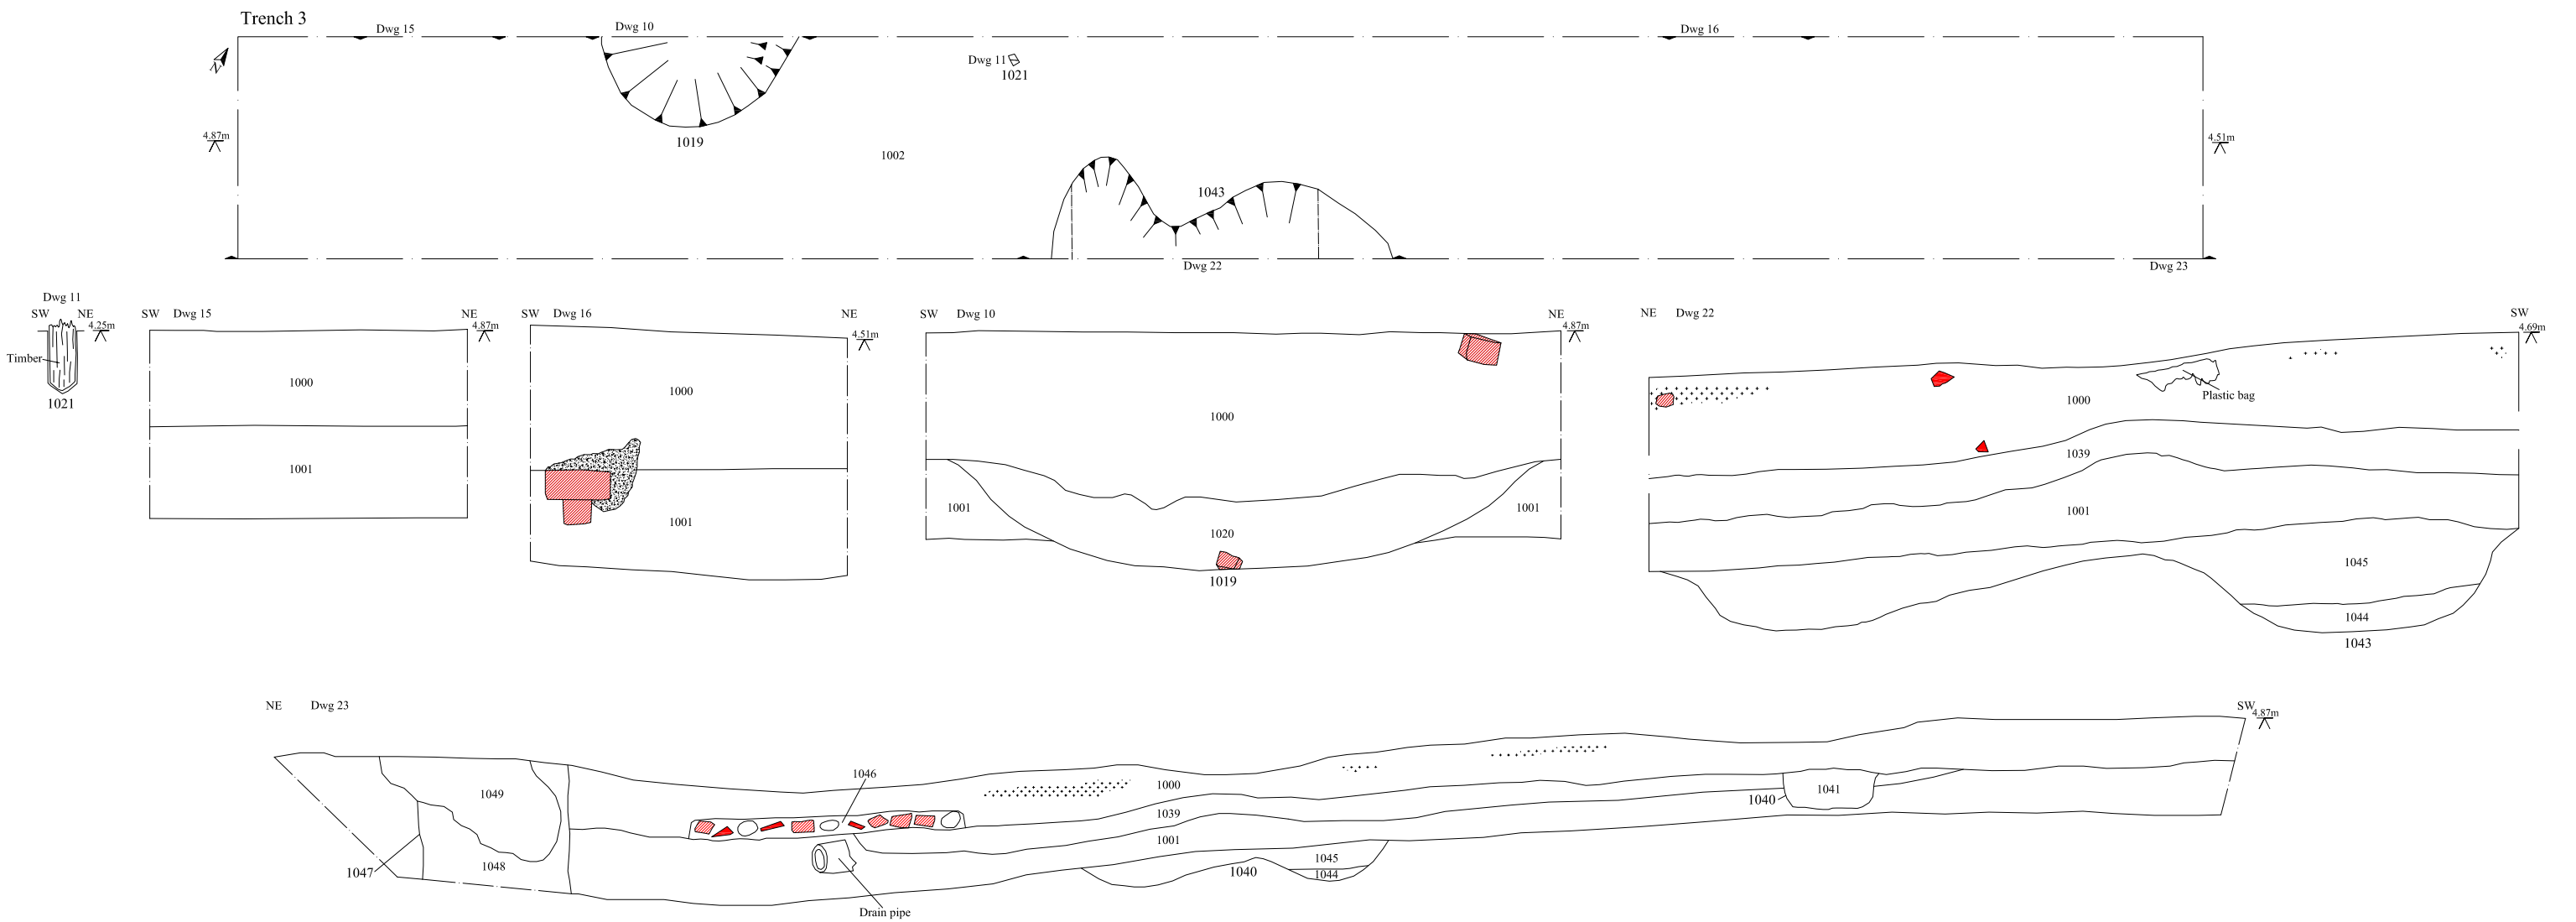 Trench 3
Dwg 15
Dwg 10
Dwg 16
N
Dwg 11
1021
4.87m
1019
1002
4.51m
1043
Dwg 22
Dwg 23
Dwg 11
SW NE
4.25m
Timber
1021
SW Dwg 15 NE
4.87m
1000
1001
SW Dwg 16 NE
4.51m
1000
1001
SW Dwg 10 NE
4.87m
1000
1001
1001
1020
1019
NE Dwg 22 SW
4.69m
Plastic bag
1000
1039
1001
1045
1044
1043
NE Dwg 23 SW
4.87m
1046
1049
1000
1041
1040
1039
1001
1048
1047
1045
1040
1044
Drain pipe